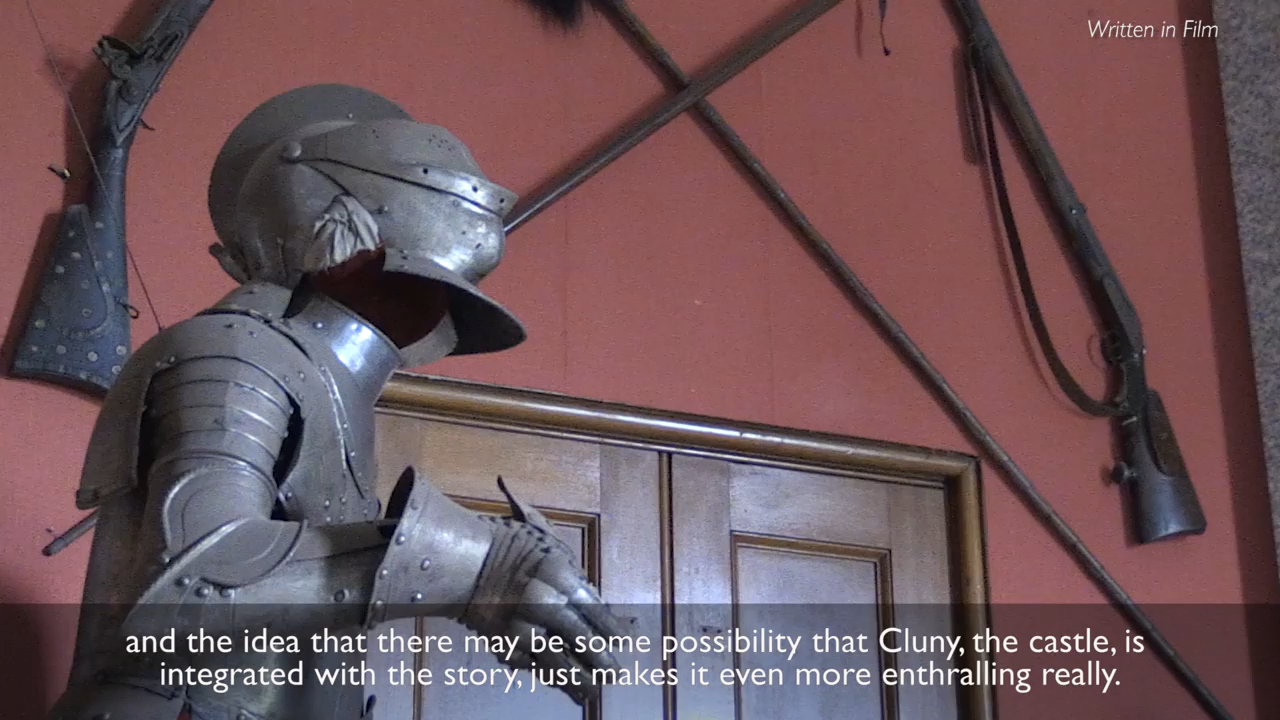 Written in Film
and the idea that there may be some possibility that Cluny, the castle, is
integrated with the story, just makes it even more enthralling really.